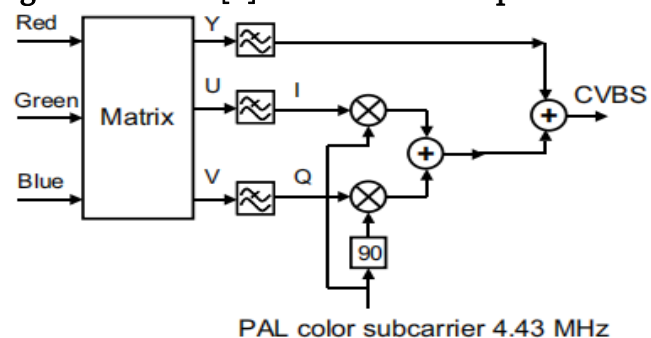 Red
Y
Green
U
I
Matrix
CVBS
+
+
Blue
V
Q
90
PAL color subcarrier 4.43 MHz